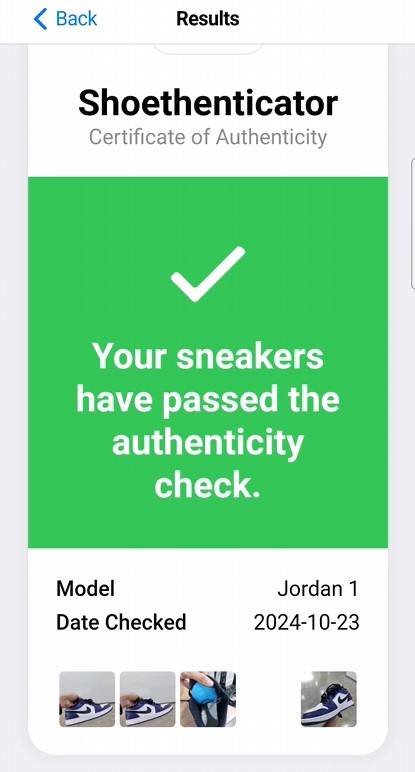 Back
Results
Shoethenticator
Certificate of Authenticity
Your sneakers
have passed the
authenticity
check.
Model Jordan 1
Date Checked 2024-10-23